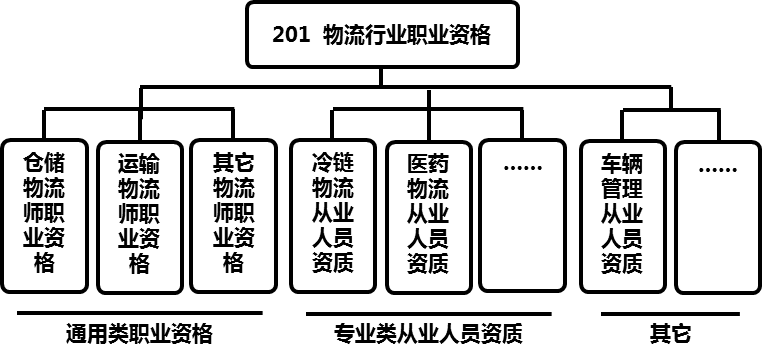 201 物流行业职业资格
仓储
物流
师职
业资
格
运输
物流
师职
业资
格
其它
物流
师职
业资
格
冷链
物流
从业
人员
资质
医药
物流
从业
人员
资质
······
车辆
管理
从业
人员
资质
······
通用类职业资格
专业类从业人员资质
其它